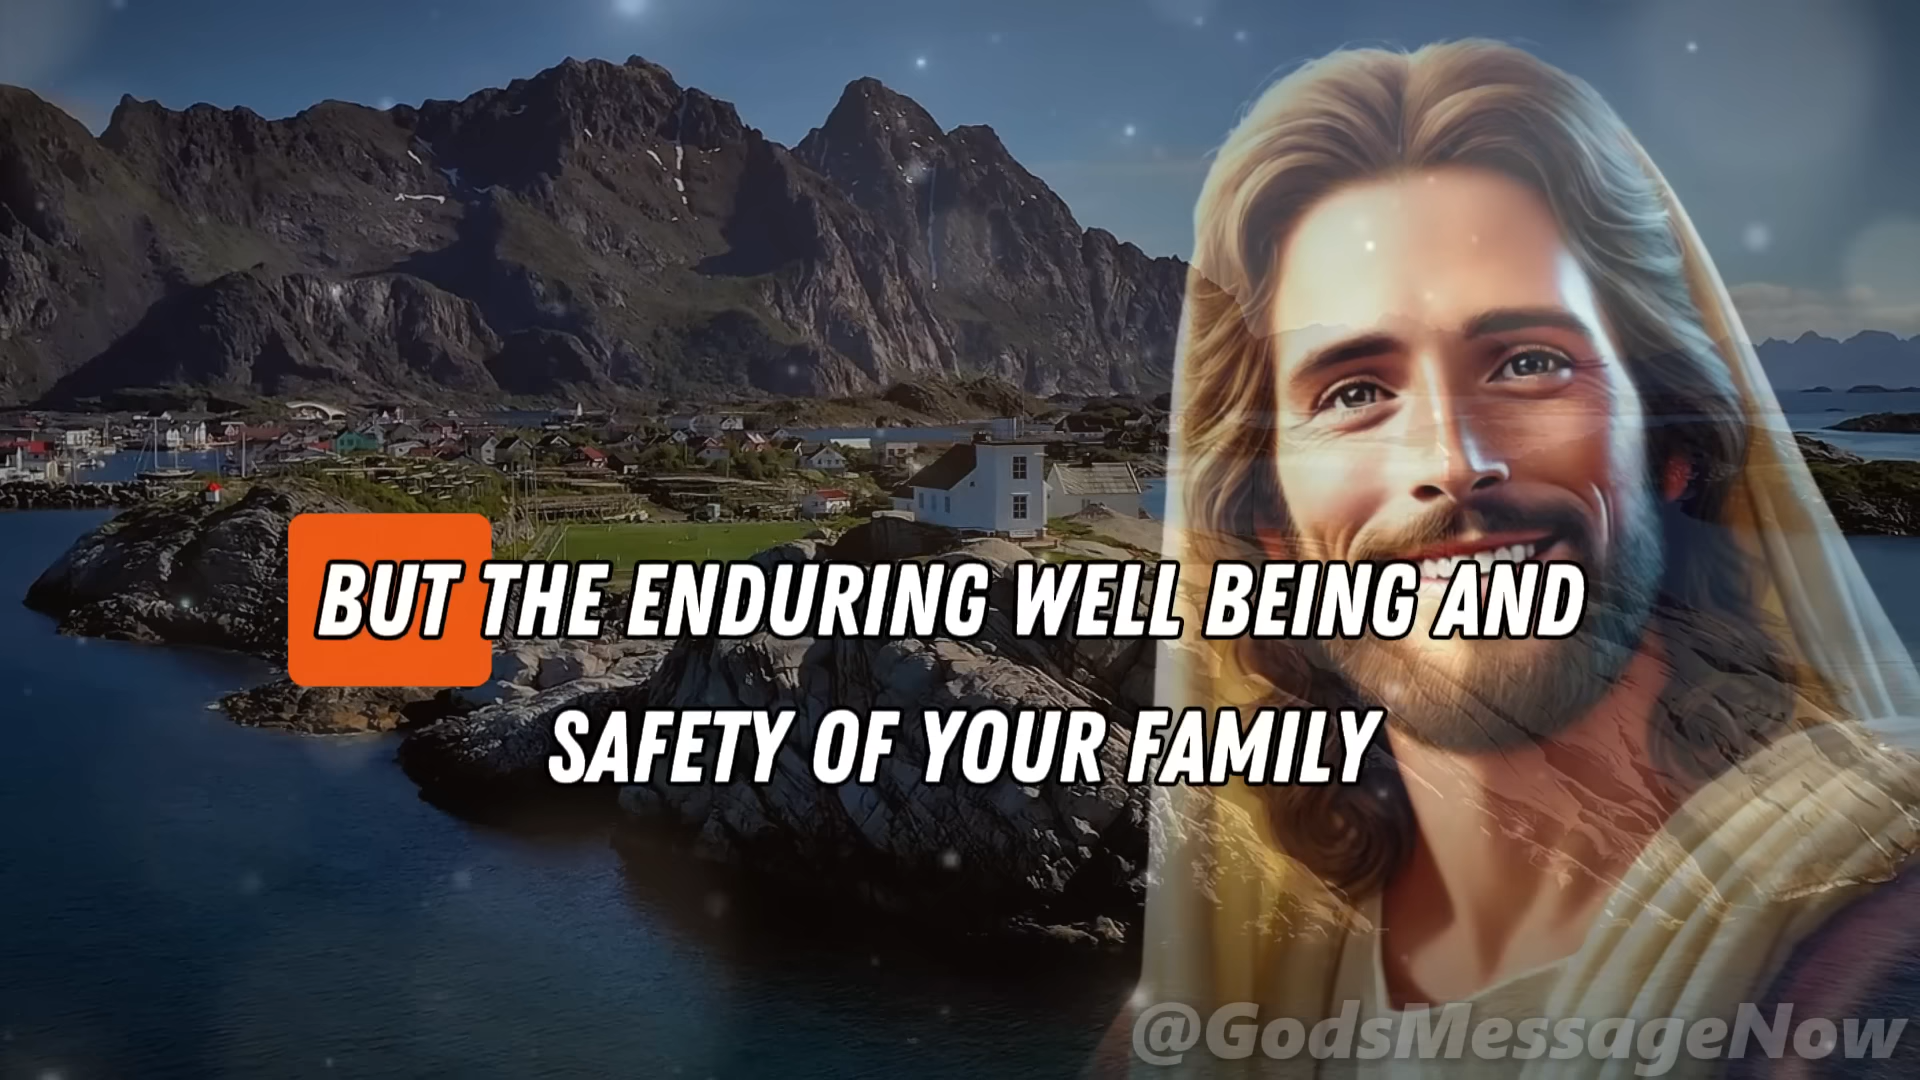 BUT THE ENDURING WELL BEING AND
SAFETY OF YOUR FAMILY
@GodsMessageNow